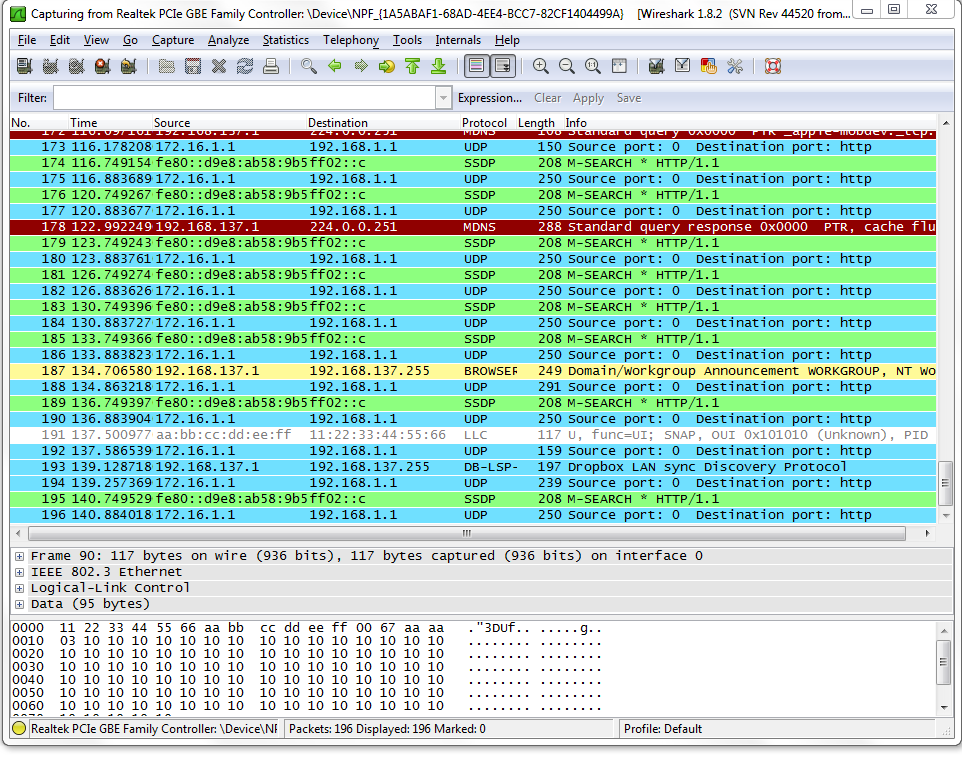 Capturing from Realtek PCIe GBE Family Controller: \Device\NPF_{1A5ABAF1-68AD-4EE4-BCC7-82CF1404499A} [Wireshark 1.8.2 (SVN Rev 44520 from...
File Edit View Go Capture Analyze Statistics Telephony Tools Internals Help
Filter: Expression... Clear Apply Save
No. Time Source Destination Protocol Length Info
172 116.097161 192.168.137.1 224.0.0.251 MDNS 108 Standard query 0x0000 PTR _apple-mobdev._tcp.
173 116.178208 172.16.1.1 192.168.1.1 UDP 150 Source port: 0 Destination port: http
174 116.749154 fe80::d9e8:ab58:9b5 ff02::c SSDP 208 M-SEARCH * HTTP/1.1
175 116.883689 172.16.1.1 192.168.1.1 UDP 250 Source port: 0 Destination port: http
176 120.749267 fe80::d9e8:ab58:9b5 ff02::c SSDP 208 M-SEARCH * HTTP/1.1
177 120.883677 172.16.1.1 192.168.1.1 UDP 250 Source port: 0 Destination port: http
178 122.992249 192.168.137.1 224.0.0.251 MDNS 288 Standard query response 0x0000 PTR, cache flu
179 123.749243 fe80::d9e8:ab58:9b5 ff02::c SSDP 208 M-SEARCH * HTTP/1.1
180 123.883761 172.16.1.1 192.168.1.1 UDP 250 Source port: 0 Destination port: http
181 126.749274 fe80::d9e8:ab58:9b5 ff02::c SSDP 208 M-SEARCH * HTTP/1.1
182 126.883626 172.16.1.1 192.168.1.1 UDP 250 Source port: 0 Destination port: http
183 130.749396 fe80::d9e8:ab58:9b5 ff02::c SSDP 208 M-SEARCH * HTTP/1.1
184 130.883727 172.16.1.1 192.168.1.1 UDP 250 Source port: 0 Destination port: http
185 133.749366 fe80::d9e8:ab58:9b5 ff02::c SSDP 208 M-SEARCH * HTTP/1.1
186 133.883823 172.16.1.1 192.168.1.1 UDP 250 Source port: 0 Destination port: http
187 134.706580 192.168.137.1 192.168.137.255 BROWSER 249 Domain/Workgroup Announcement WORKGROUP, NT Wo
188 134.863218 172.16.1.1 192.168.1.1 UDP 291 Source port: 0 Destination port: http
189 136.749397 fe80::d9e8:ab58:9b5 ff02::c SSDP 208 M-SEARCH * HTTP/1.1
190 136.883904 172.16.1.1 192.168.1.1 UDP 250 Source port: 0 Destination port: http
191 137.500977 aa:bb:cc:dd:ee:ff 11:22:33:44:55:66 LLC 117 U, func=UI; SNAP, OUI 0x101010 (Unknown), PID
192 137.586539 172.16.1.1 192.168.1.1 UDP 159 Source port: 0 Destination port: http
193 139.128718 192.168.137.1 192.168.137.255 DB-LSP- 197 Dropbox LAN sync Discovery Protocol
194 139.257369 172.16.1.1 192.168.1.1 UDP 239 Source port: 0 Destination port: http
195 140.749529 fe80::d9e8:ab58:9b5 ff02::c SSDP 208 M-SEARCH * HTTP/1.1
196 140.884018 172.16.1.1 192.168.1.1 UDP 250 Source port: 0 Destination port: http
Frame 90: 117 bytes on wire (936 bits), 117 bytes captured (936 bits) on interface 0
IEEE 802.3 Ethernet
Logical-Link Control
Data (95 bytes)
0000 11 22 33 44 55 66 aa bb cc dd ee ff 00 67 aa aa ."3DUf.. .....g..
0010 03 10 10 10 10 10 10 10 10 10 10 10 10 10 10 10 ........ ........
0020 10 10 10 10 10 10 10 10 10 10 10 10 10 10 10 10 ........ ........
0030 10 10 10 10 10 10 10 10 10 10 10 10 10 10 10 10 ........ ........
0040 10 10 10 10 10 10 10 10 10 10 10 10 10 10 10 10 ........ ........
0050 10 10 10 10 10 10 10 10 10 10 10 10 10 10 10 10 ........ ........
0060 10 10 10 10 10 10 10 10 10 10 10 10 10 10 10 10 ........ ........
0070 10 10 10 10 10
Realtek PCIe GBE Family Controller: \Device\NF Packets: 196 Displayed: 196 Marked: 0 Profile: Default